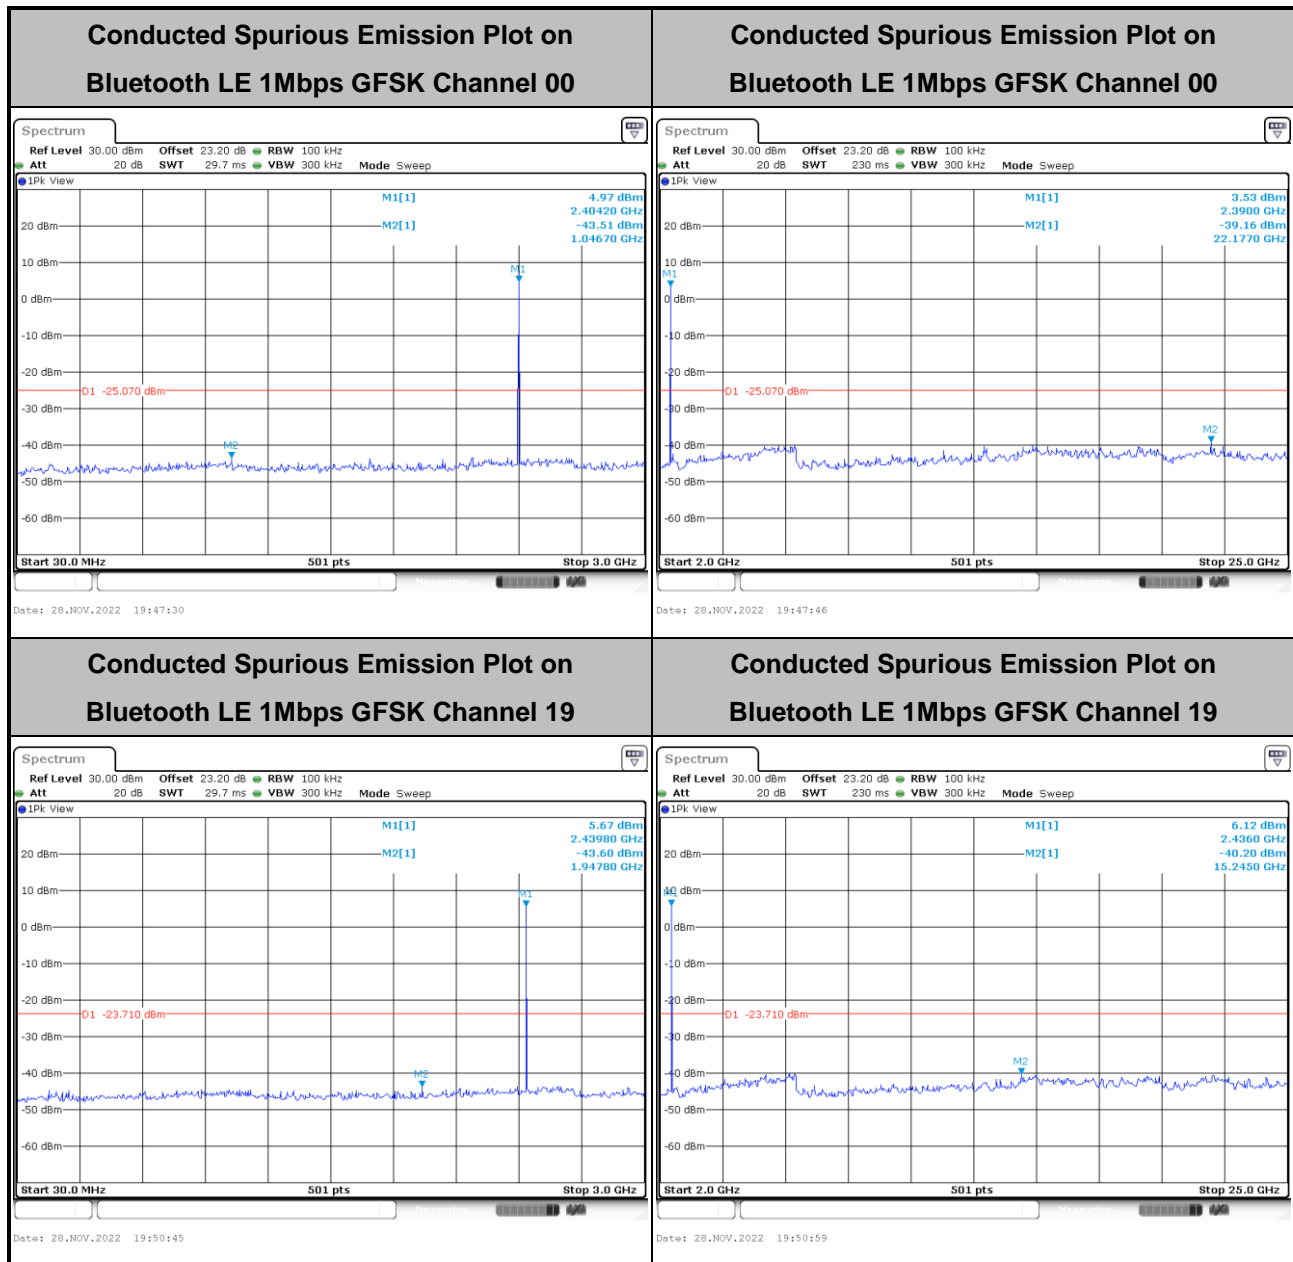 Conducted Spurious Emission Plot on
Bluetooth LE 1Mbps GFSK Channel 00
Spectrum
Ref Level 30.00 dBm Offset 23.20 dB RBW 100 kHz
Att 20 dB SWT 29.7 ms VBW 300 kHz Mode Sweep
1Pk View
M1[1] 4.97 dBm
2.40420 GHz
20 dBm M2[1] -43.51 dBm
1.04670 GHz
10 dBm
M1
0 dBm
-10 dBm
-20 dBm
D1 -25.070 dBm
-30 dBm
-40 dBm
M2
-50 dBm
-60 dBm
Start 30.0 MHz 501 pts Stop 3.0 GHz
Measuring...
Date: 28.NOV.2022 19:47:30
Conducted Spurious Emission Plot on
Bluetooth LE 1Mbps GFSK Channel 00
Spectrum
Ref Level 30.00 dBm Offset 23.20 dB RBW 100 kHz
Att 20 dB SWT 230 ms VBW 300 kHz Mode Sweep
1Pk View
M1[1] 3.53 dBm
2.3900 GHz
20 dBm M2[1] -39.16 dBm
22.1770 GHz
10 dBm
M1
0 dBm
-10 dBm
-20 dBm
D1 -25.070 dBm
-30 dBm
M2
-40 dBm
-50 dBm
-60 dBm
Start 2.0 GHz 501 pts Stop 25.0 GHz
Measuring...
Date: 28.NOV.2022 19:47:46
Conducted Spurious Emission Plot on
Bluetooth LE 1Mbps GFSK Channel 19
Spectrum
Ref Level 30.00 dBm Offset 23.20 dB RBW 100 kHz
Att 20 dB SWT 29.7 ms VBW 300 kHz Mode Sweep
1Pk View
M1[1] 5.67 dBm
2.43980 GHz
20 dBm M2[1] -43.60 dBm
1.94780 GHz
10 dBm
M1
0 dBm
-10 dBm
-20 dBm
D1 -23.710 dBm
-30 dBm
-40 dBm
M2
-50 dBm
-60 dBm
Start 30.0 MHz 501 pts Stop 3.0 GHz
Measuring...
Date: 28.NOV.2022 19:50:45
Conducted Spurious Emission Plot on
Bluetooth LE 1Mbps GFSK Channel 19
Spectrum
Ref Level 30.00 dBm Offset 23.20 dB RBW 100 kHz
Att 20 dB SWT 230 ms VBW 300 kHz Mode Sweep
1Pk View
M1[1] 6.12 dBm
2.4360 GHz
20 dBm M2[1] -40.20 dBm
15.2450 GHz
10 dBm
M1
0 dBm
-10 dBm
-20 dBm
D1 -23.710 dBm
-30 dBm
M2
-40 dBm
-50 dBm
-60 dBm
Start 2.0 GHz 501 pts Stop 25.0 GHz
Measuring...
Date: 28.NOV.2022 19:50:59